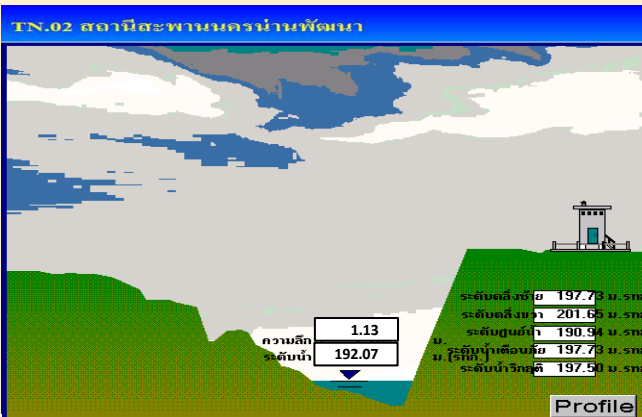 TN.02 สถานีสะพานนครน่านพัฒนา
ระดับตลิ่งซ้าย 197.73 ม.รทก
ระดับตลิ่งขวา 201.65 ม.รทก
ความลึก 1.13 ม.
ระดับศูนย์น้ำ 190.94 ม.รทก
ระดับน้ำ 192.07 ม.(รทก.)
ระดับน้ำเตือนภัย 197.73 ม.รทก
ระดับน้ำวิกฤติ 197.50 ม.รทก
Profile